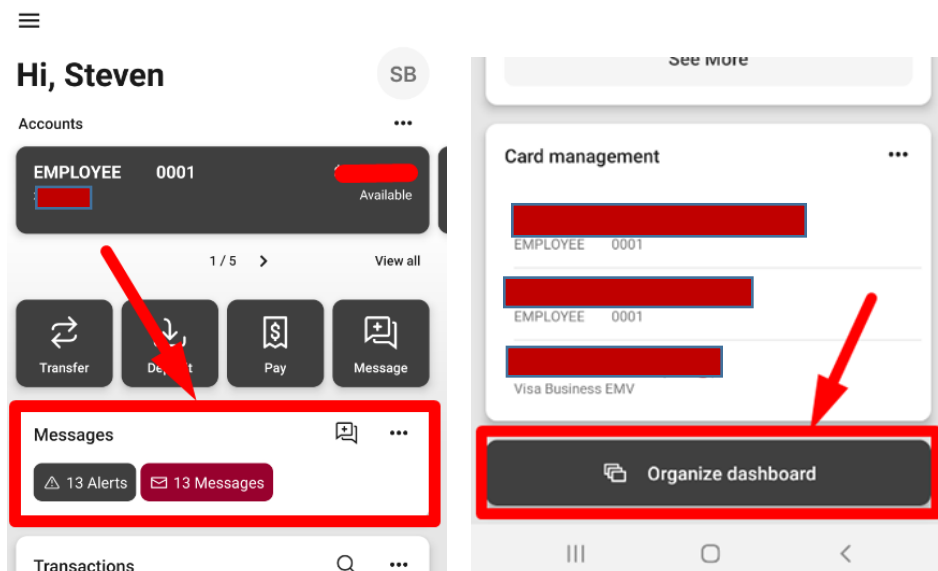 Hi, Steven
SB
Accounts
EMPLOYEE 0001
Available
1 / 5
View all
Transfer
Pay
Message
Messages
13 Alerts
13 Messages
Transactions
See More
Card management
EMPLOYEE 0001
EMPLOYEE 0001
Visa Business EMV
Organize dashboard